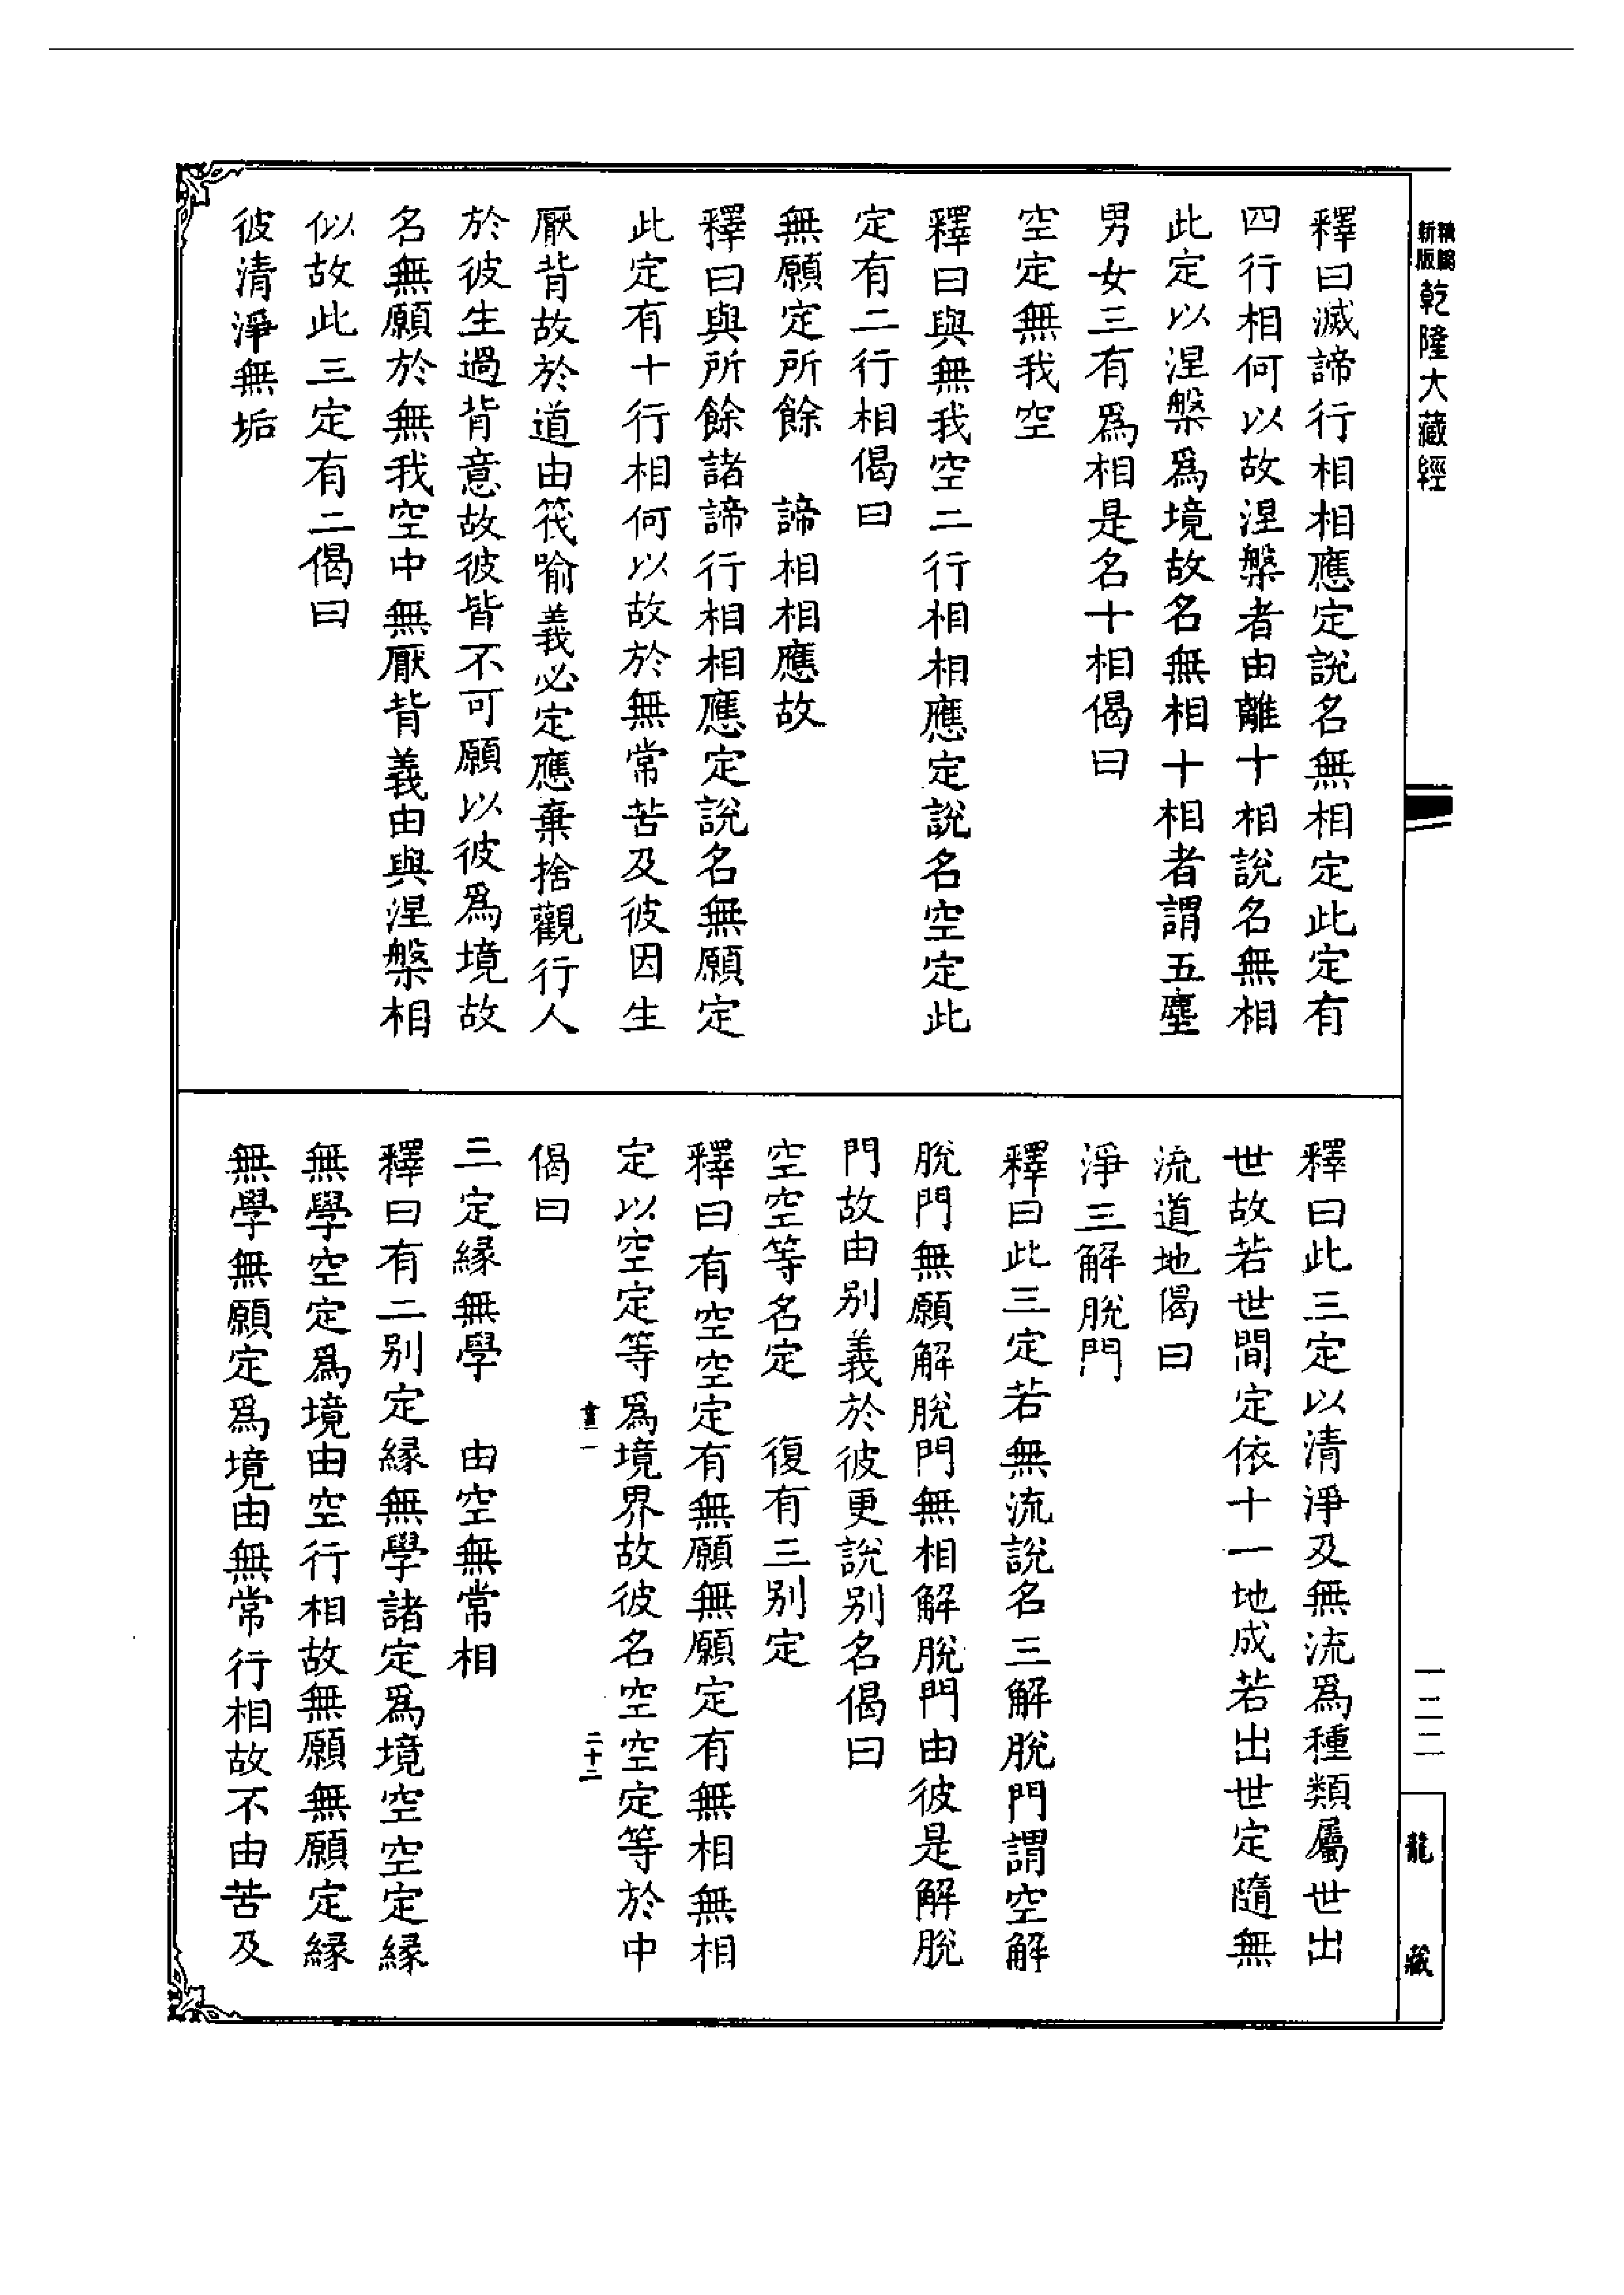 新版精編乾隆大藏經
釋曰滅諦行相相應定說名無相定此定有
四行相何以故涅槃者由離十相說名無相
此定以涅槃爲境故名無相十相者謂五塵
男女三有爲相是名十相偈曰
空定無我空
釋曰與無我空二行相相應定說名空定此
定有二行相偈曰
無願定所餘　諦相相應故
釋曰與所餘諸諦行相相應定說名無願定
此定有十行相何以故於無常苦及彼因生
厭背故於道由筏喻義必定應棄捨觀行人
於彼生過背意故彼皆不可願以彼爲境故
名無願於無我空中無厭背義由與涅槃相
似故此三定有二偈曰
彼清淨無垢
釋曰此三定以清淨及無流爲種類屬世出
世故若世間定依十一地成若出世定隨無
流道地偈曰
淨三解脫門
釋曰此三定若無流說名三解脫門謂空解
脫門無願解脫門無相解脫門由彼是解脫
門故由别義於彼更說别名偈曰
空空等名定　復有三别定
釋曰有空空定有無願無願定有無相無相
定以空定等爲境界故彼名空空定等於中
畫一　二十二
偈曰
三定緣無學　由空無常相
釋曰有二别定緣無學諸定爲境空空定緣
無學空定爲境由空行相故無願無願定緣
無學無願定爲境由無常行相故不由苦及
一二二
龍藏